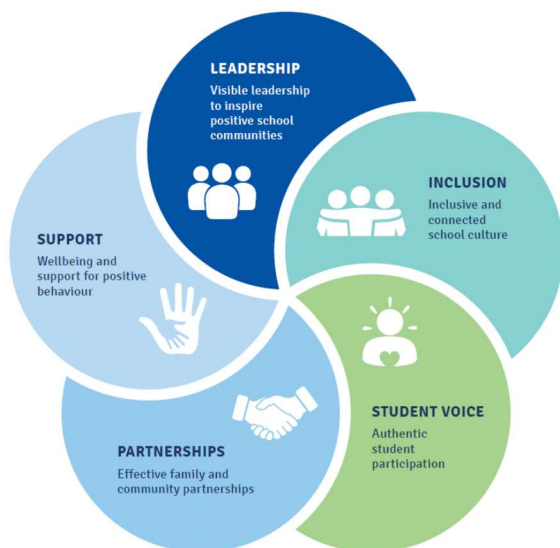 LEADERSHIP
Visible leadership
to inspire
positive school
communities
INCLUSION
Inclusive and
connected
school culture
STUDENT VOICE
Authentic
student
participation
PARTNERSHIPS
Effective family and
community partnerships
SUPPORT
Wellbeing and
support for positive
behaviour